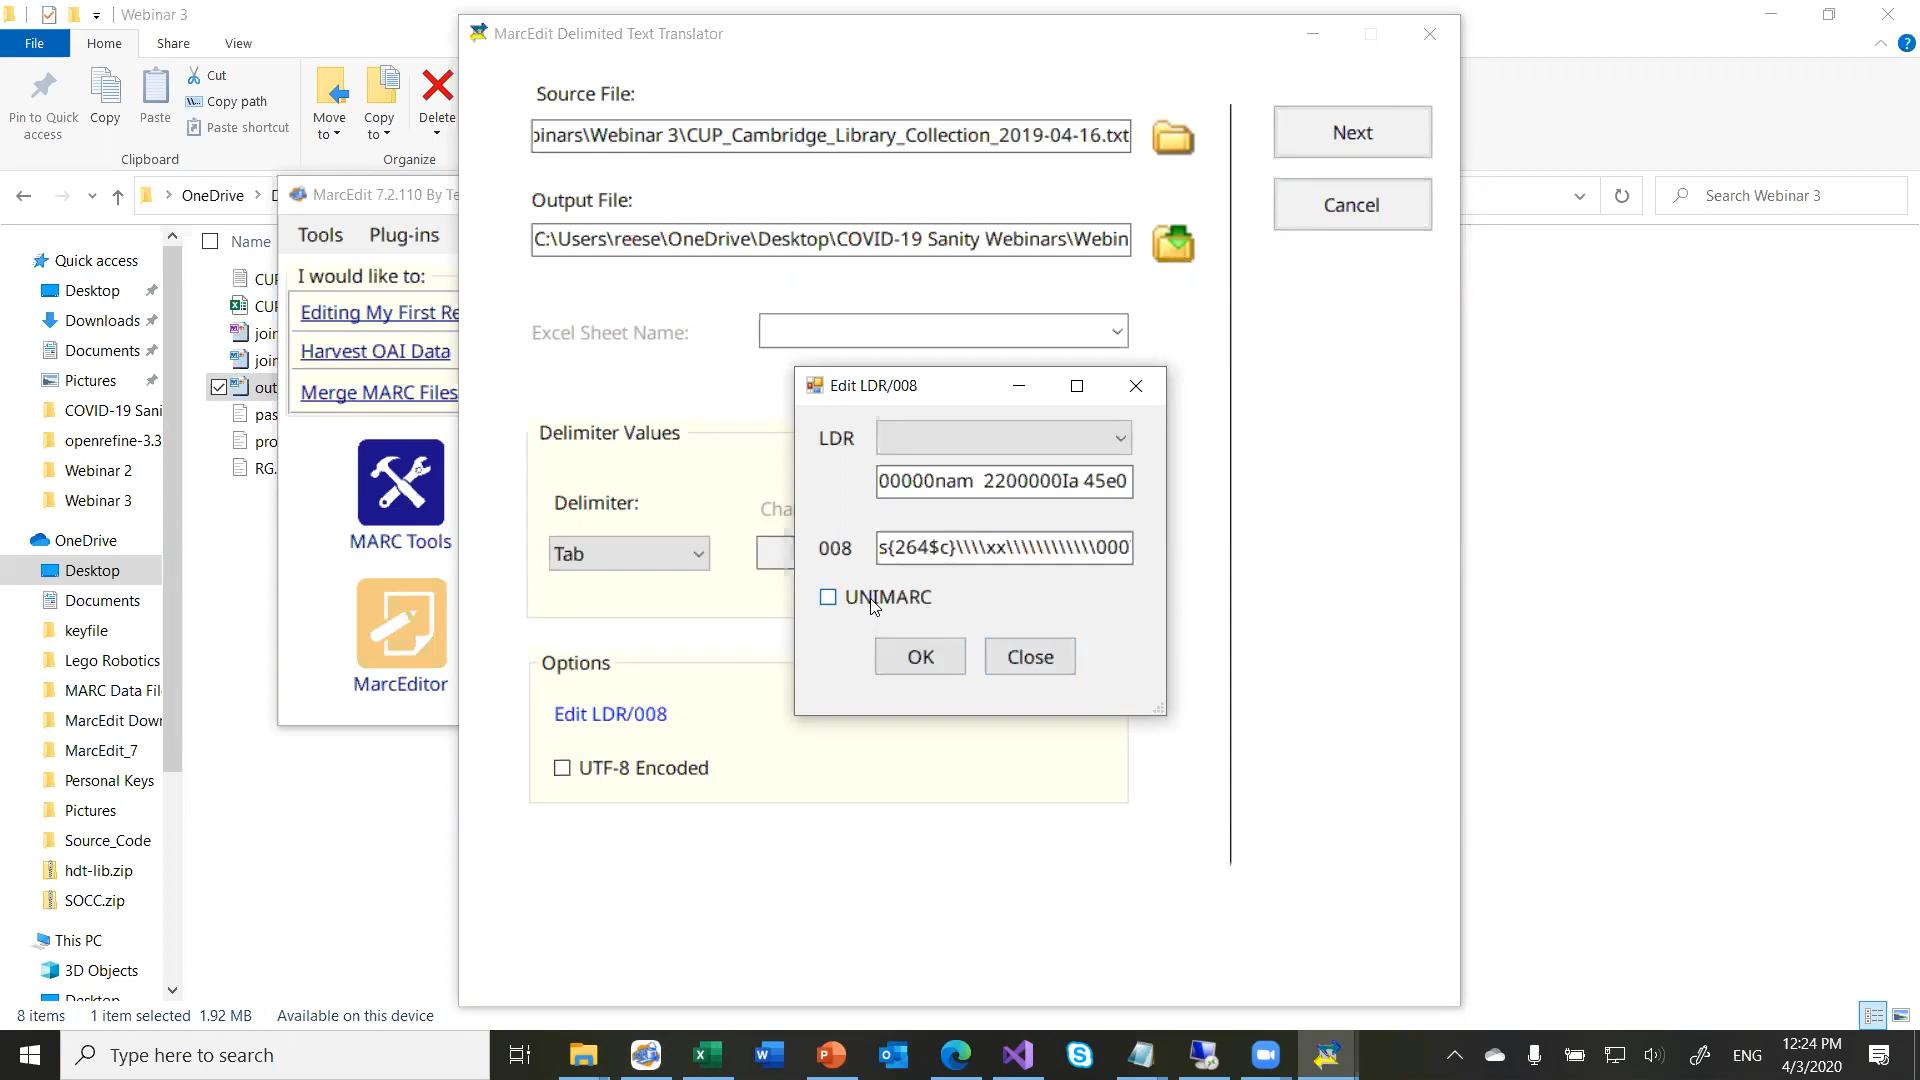 Webinar 3
File
Home
Share
View
Pin to Quick
access
Copy
Paste
Cut
Copy path
Paste shortcut
Clipboard
Move
to
Copy
to
Delete
Organize
OneDrive
Search Webinar 3
Quick access
Desktop
Downloads
Documents
Pictures
COVID-19 Sani
openrefine-3.3
Webinar 2
Webinar 3
OneDrive
Desktop
Documents
keyfile
Lego Robotics
MARC Data Fil
MarcEdit Dow
MarcEdit_7
Personal Keys
Pictures
Source_Code
hdt-lib.zip
SOCC.zip
This PC
3D Objects
Desktop
Name
CUP
CUP
join
join
out
pas
pro
RG.
8 items
1 item selected 1.92 MB
Available on this device
MarcEdit 7.2.110 By Te
Tools
Plug-ins
I would like to:
Editing My First Re
Harvest OAI Data
Merge MARC Files
MARC Tools
MarcEditor
MarcEdit Delimited Text Translator
Source File:
binars\Webinar 3\CUP_Cambridge_Library_Collection_2019-04-16.txt
Output File:
C:\Users\reese\OneDrive\Desktop\COVID-19 Sanity Webinars\Webin
Excel Sheet Name:
Delimiter Values
Delimiter:
Cha
Tab
Options
Edit LDR/008
UTF-8 Encoded
Next
Cancel
Edit LDR/008
LDR
00000nam  2200000Ia 45e0
008
s{264$c}\\\\xx\\\\\\\\\\\\000
UNIMARC
OK
Close
Type here to search
ENG
12:24 PM
4/3/2020